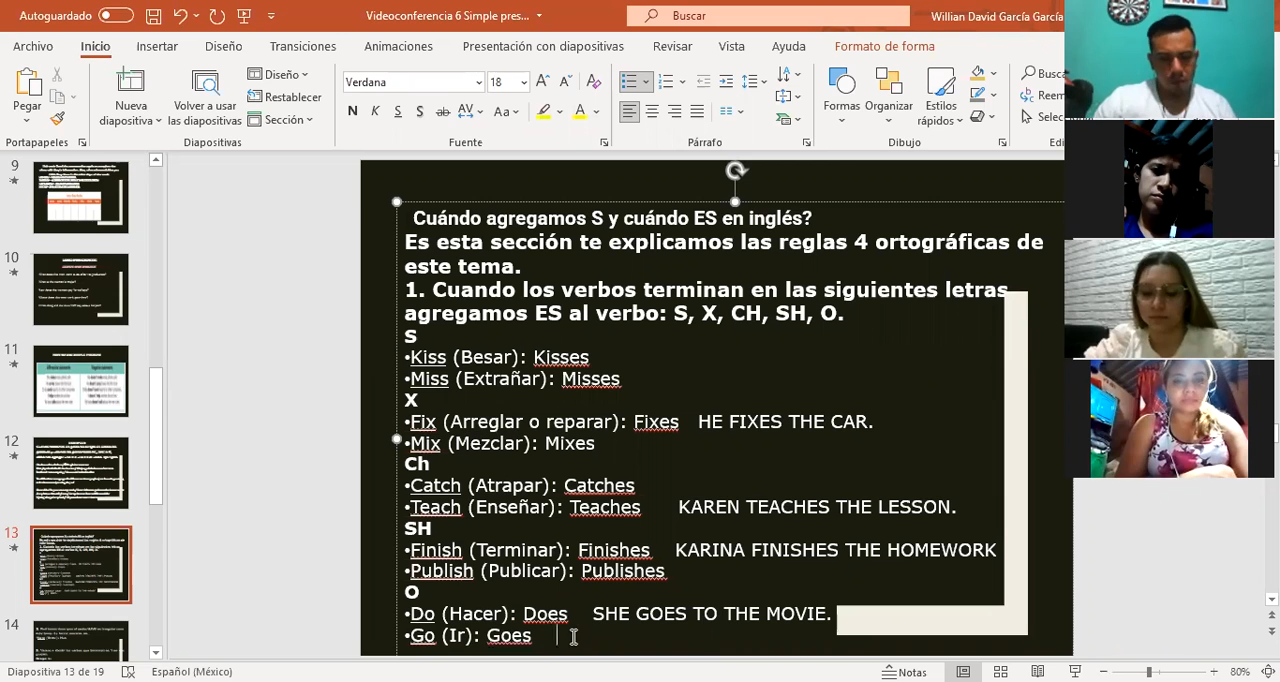 Autoguardado
Videoconferencia 6 Simple pres...
Buscar
Willian David García García
Archivo Inicio Insertar Diseño Transiciones Animaciones Presentación con diapositivas Revisar Vista Ayuda Formato de forma
Pegar
Nueva diapositiva
Volver a usar las diapositivas
Diseño
Restablecer
Sección
Verdana 18
N K S S ab AV Aa
Formas Organizar Estilos rápidos
Portapapeles Diapositivas Fuente Párrafo Dibujo
9
10
11
12
13
14
Cuándo agregamos S y cuándo ES en inglés?
Es esta sección te explicamos las reglas 4 ortográficas de
este tema.
1. Cuando los verbos terminan en las siguientes letras
agregamos ES al verbo: S, X, CH, SH, O.
S
•Kiss (Besar): Kisses
•Miss (Extrañar): Misses
X
•Fix (Arreglar o reparar): Fixes HE FIXES THE CAR.
•Mix (Mezclar): Mixes
Ch
•Catch (Atrapar): Catches
•Teach (Enseñar): Teaches KAREN TEACHES THE LESSON.
SH
•Finish (Terminar): Finishes KARINA FINISHES THE HOMEWORK
•Publish (Publicar): Publishes
O
•Do (Hacer): Does SHE GOES TO THE MOVIE.
•Go (Ir): Goes
Diapositiva 13 de 19 Español (México) Notas 80%